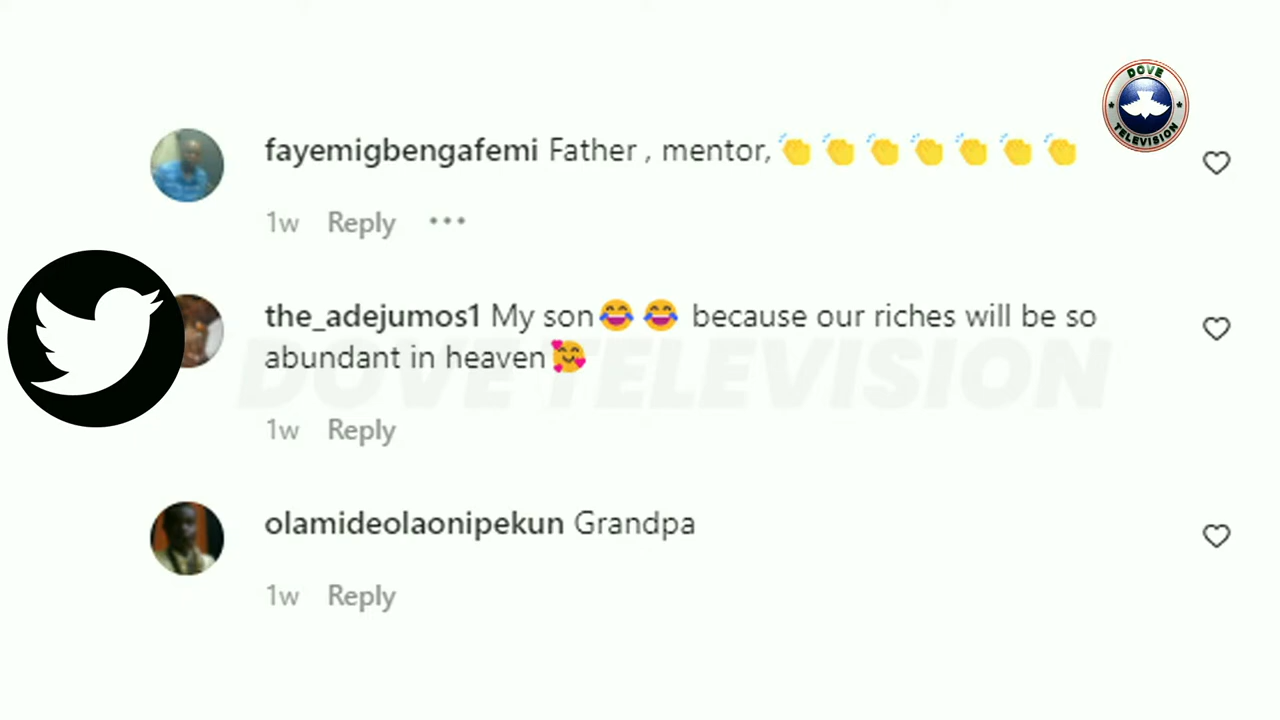 DOVE
TELEVISION
fayemigbengafemi Father , mentor, 👏👏👏👏👏👏👏
1w Reply •••
the_adejumos1 My son😂😂 because our riches will be so
abundant in heaven🥰
DOVE TELEVISION
1w Reply
olamideolaonipekun Grandpa
1w Reply